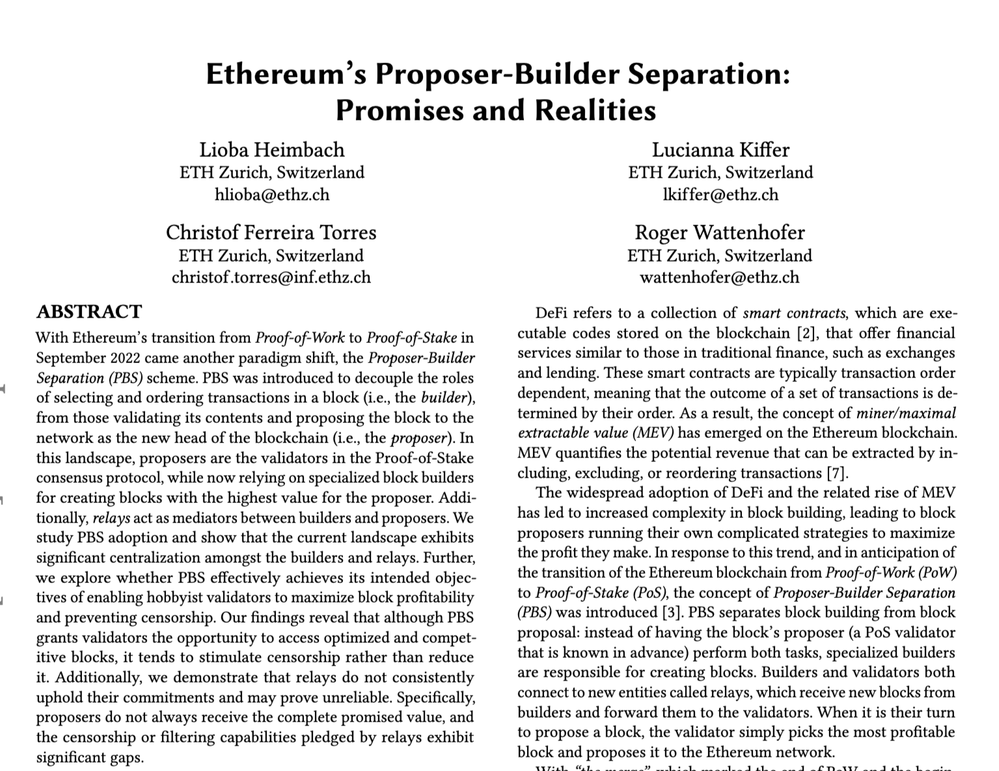 Ethereum’s Proposer-Builder Separation:
Promises and Realities
Lioba Heimbach
ETH Zurich, Switzerland
hlioba@ethz.ch
Lucianna Kiffer
ETH Zurich, Switzerland
lkiffer@ethz.ch
Christof Ferreira Torres
ETH Zurich, Switzerland
christof.torres@inf.ethz.ch
Roger Wattenhofer
ETH Zurich, Switzerland
wattenhofer@ethz.ch
ABSTRACT
With Ethereum’s transition from Proof-of-Work to Proof-of-Stake in
September 2022 came another paradigm shift, the Proposer-Builder
Separation (PBS) scheme. PBS was introduced to decouple the roles
of selecting and ordering transactions in a block (i.e., the builder),
from those validating its contents and proposing the block to the
network as the new head of the blockchain (i.e., the proposer). In
this landscape, proposers are the validators in the Proof-of-Stake
consensus protocol, while now relying on specialized block builders
for creating blocks with the highest value for the proposer. Addi-
tionally, relays act as mediators between builders and proposers. We
study PBS adoption and show that the current landscape exhibits
significant centralization amongst the builders and relays. Further,
we explore whether PBS effectively achieves its intended objec-
tives of enabling hobbyist validators to maximize block profitability
and preventing censorship. Our findings reveal that although PBS
grants validators the opportunity to access optimized and compet-
itive blocks, it tends to stimulate censorship rather than reduce
it. Additionally, we demonstrate that relays do not consistently
uphold their commitments and may prove unreliable. Specifically,
proposers do not always receive the complete promised value, and
the censorship or filtering capabilities pledged by relays exhibit
significant gaps.
DeFi refers to a collection of smart contracts, which are exe-
cutable codes stored on the blockchain [2], that offer financial
services similar to those in traditional finance, such as exchanges
and lending. These smart contracts are typically transaction order
dependent, meaning that the outcome of a set of transactions is de-
termined by their order. As a result, the concept of miner/maximal
extractable value (MEV) has emerged on the Ethereum blockchain.
MEV quantifies the potential revenue that can be extracted by in-
cluding, excluding, or reordering transactions [7].
The widespread adoption of DeFi and the related rise of MEV
has led to increased complexity in block building, leading to block
proposers running their own complicated strategies to maximize
the profit they make. In response to this trend, and in anticipation of
the transition of the Ethereum blockchain from Proof-of-Work (PoW)
to Proof-of-Stake (PoS), the concept of Proposer-Builder Separation
(PBS) was introduced [3]. PBS separates block building from block
proposal: instead of having the block’s proposer (a PoS validator
that is known in advance) perform both tasks, specialized builders
are responsible for creating blocks. Builders and validators both
connect to new entities called relays, which receive new blocks from
builders and forward them to the validators. When it is their turn
to propose a block, the validator simply picks the most profitable
block and proposes it to the Ethereum network.